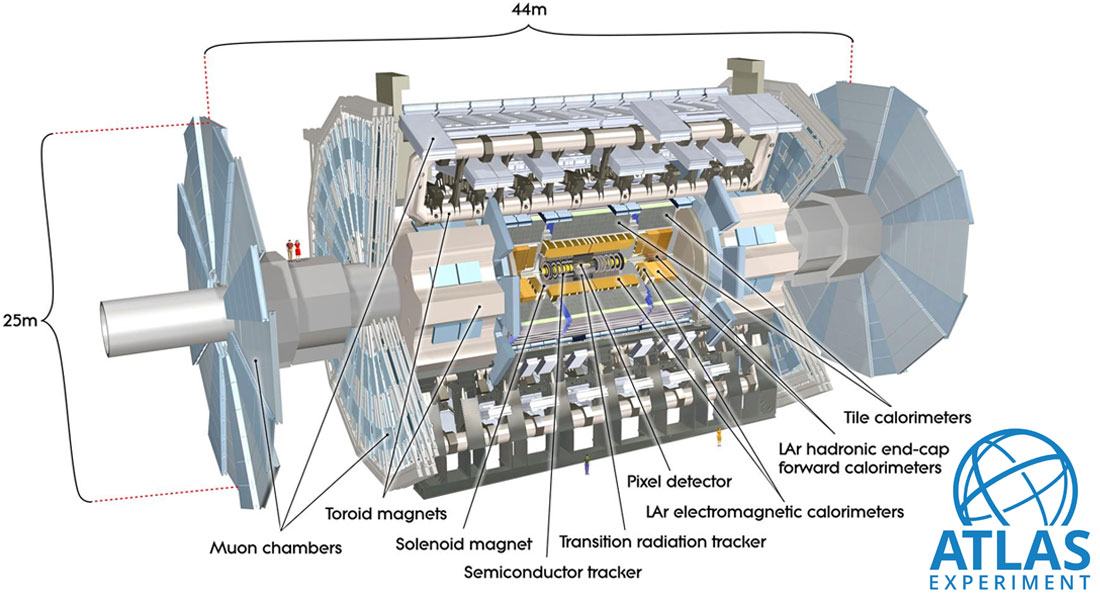 44m
25m
Tile calorimeters
LAr hadronic end-cap
forward calorimeters
Pixel detector
LAr electromagnetic calorimeters
Toroid magnets
Muon chambers
Solenoid magnet
Transition radiation tracker
Semiconductor tracker
ATLAS
EXPERIMENT